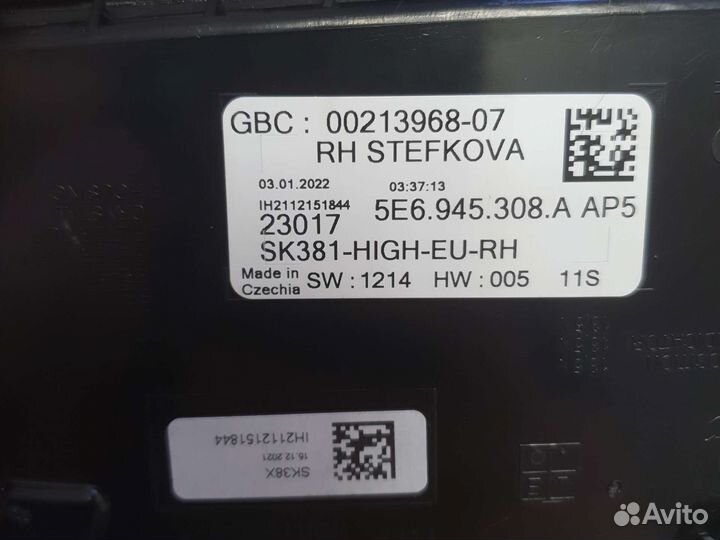 GBC : 00213968-07
RH STEFKOVA
03.01.2022 03:37:13
IH2112151844
23017 5E6.945.308.A AP5
SK381-HIGH-EU-RH
Made in
Czechia SW : 1214 HW : 005 11S
IH2112151844
15.12.2021
SK38X
Avito